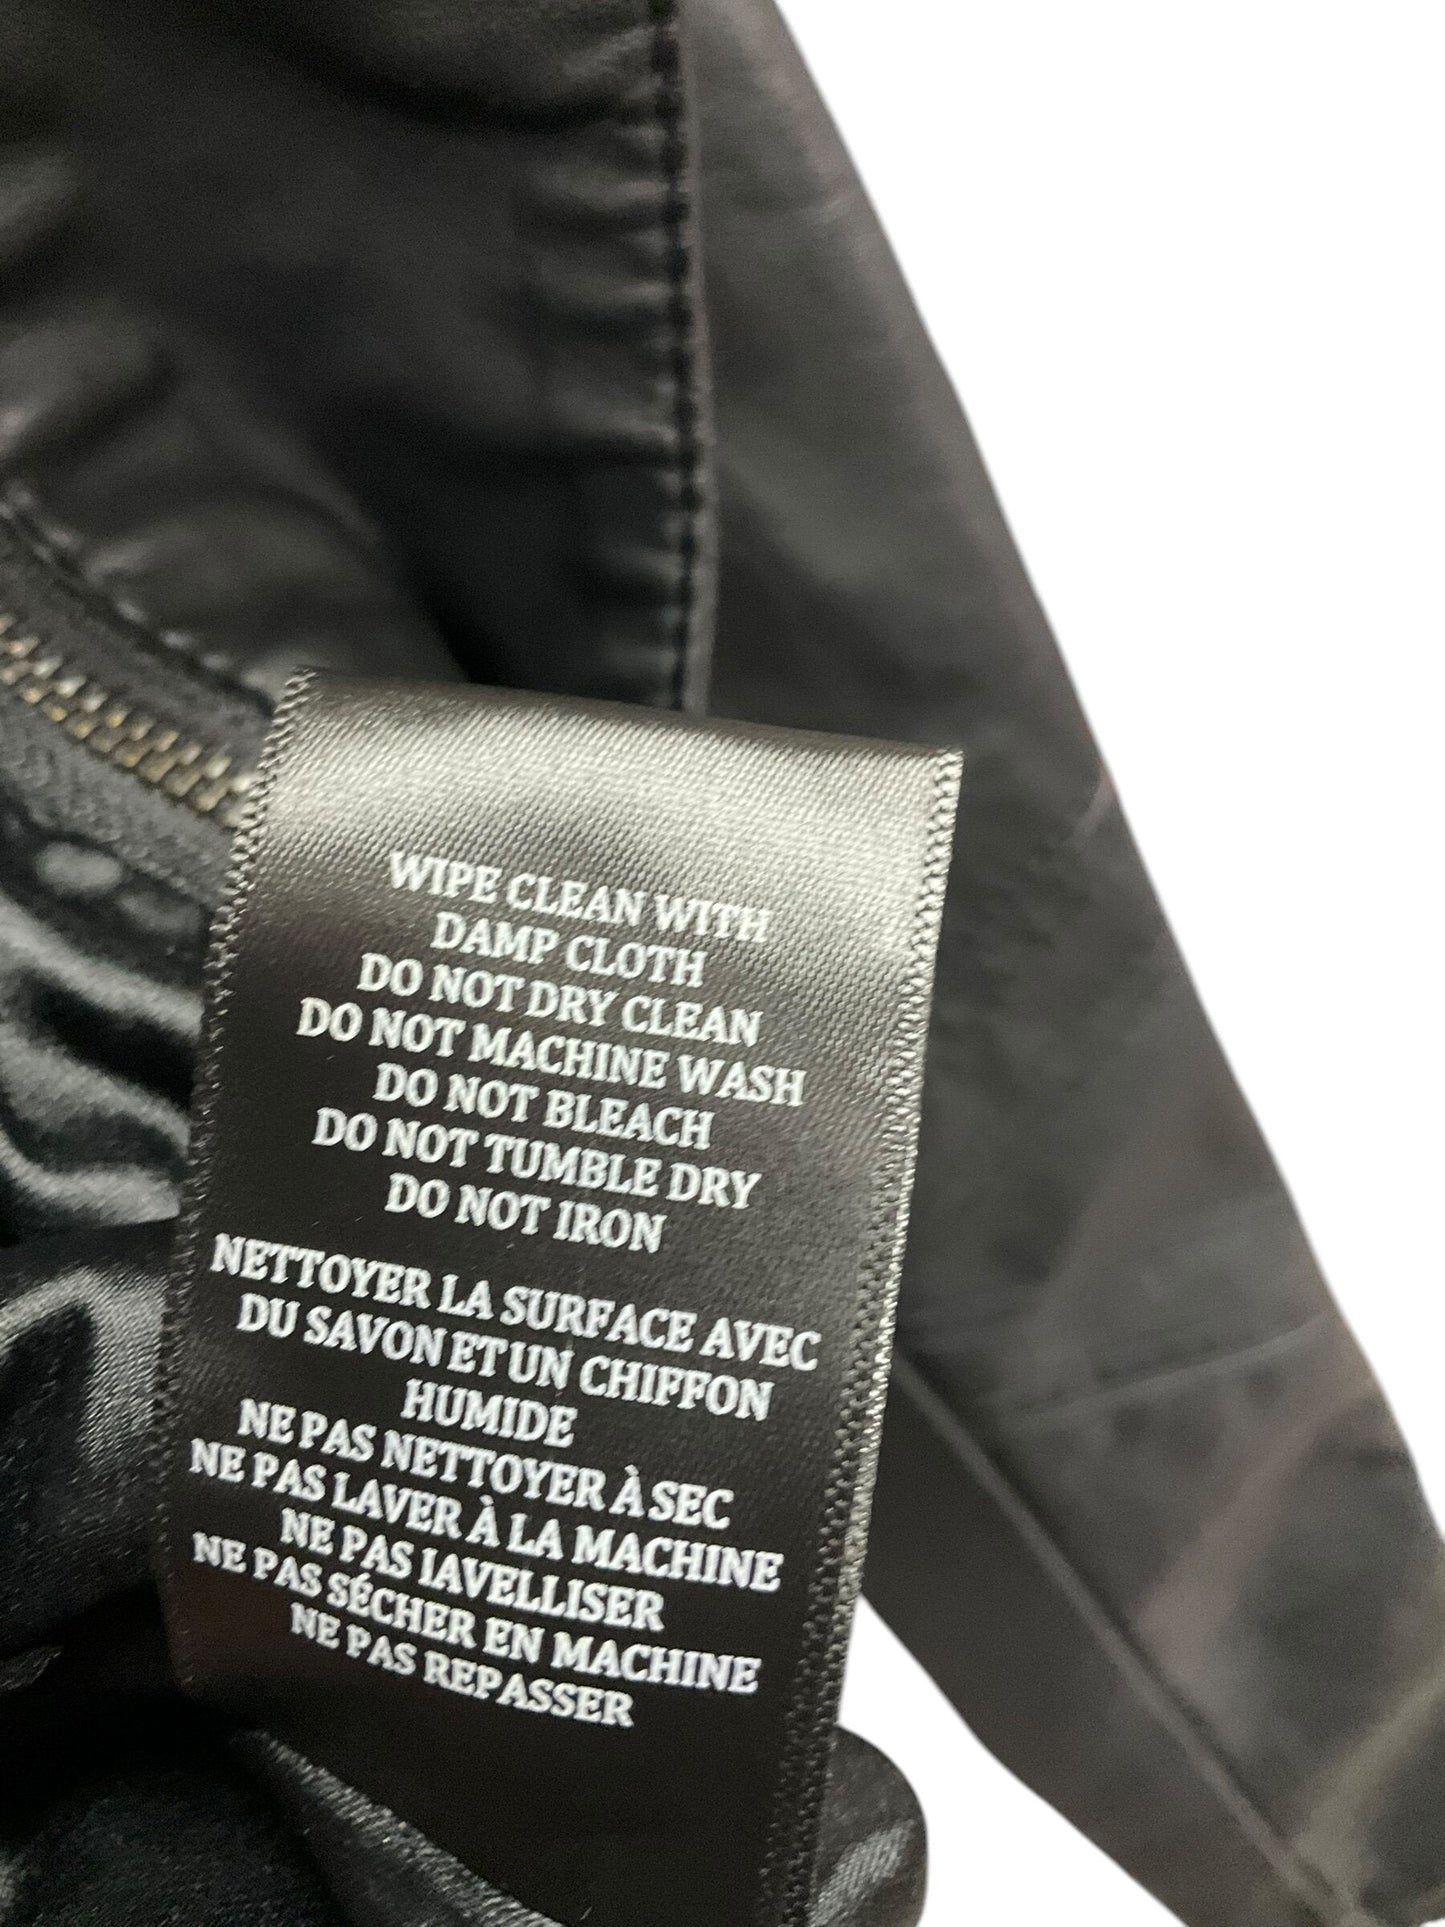 WIPE CLEAN WITH
DAMP CLOTH
DO NOT DRY CLEAN
DO NOT MACHINE WASH
DO NOT BLEACH
DO NOT TUMBLE DRY
DO NOT IRON
NETTOYER LA SURFACE AVEC
DU SAVON ET UN CHIFFON
HUMIDE
NE PAS NETTOYER À SEC
NE PAS LAVER À LA MACHINE
NE PAS IAVELLISER
NE PAS SÉCHER EN MACHINE
NE PAS REPASSER